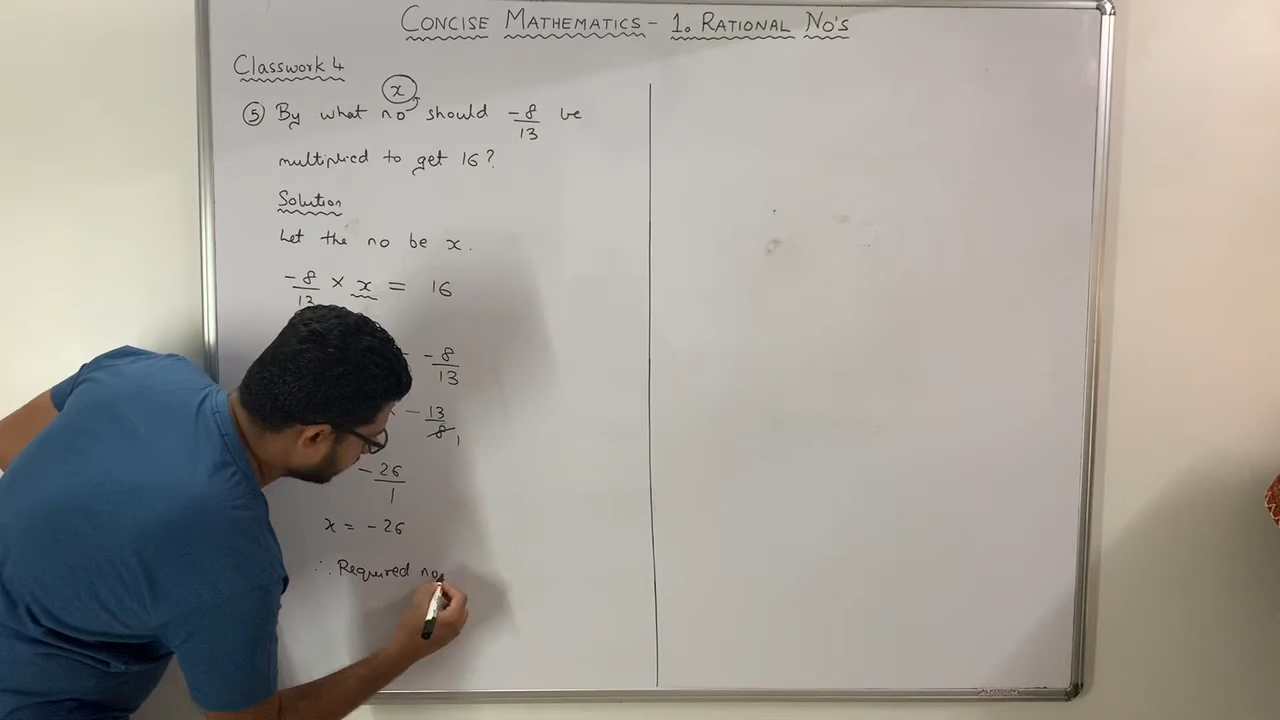 CONCISE MATHEMATICS - 1. RATIONAL NO'S
Classwork 4
x
⑤ By what no should -8/13 be
multiplied to get 16?
Solution
Let the no be x.
-8/13 × x = 16
-8/13
× -13/8 1
-26/1
x = -26
∴ Required no